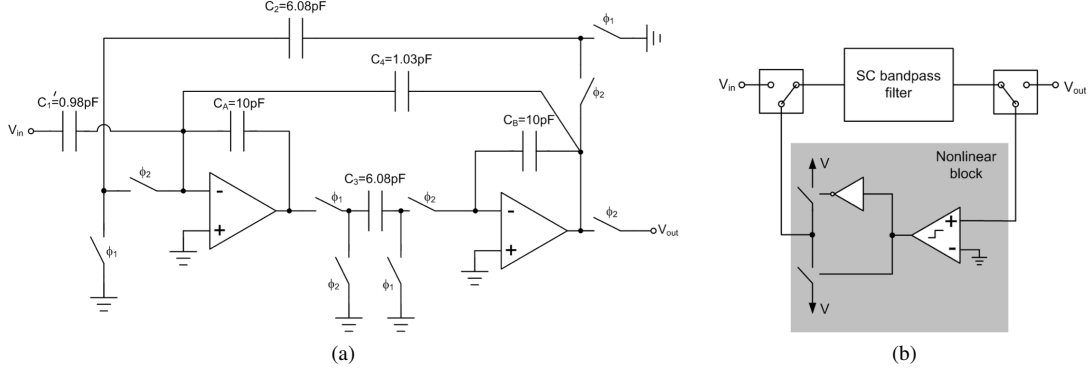 C2=6.08pF
ϕ1
C4=1.03pF
ϕ2
C1'=0.98pF
CA=10pF
CB=10pF
Vin
ϕ2
-
+
ϕ1
C3=6.08pF
ϕ2
-
+
ϕ2
Vout
ϕ1
ϕ2
ϕ1
(a)
Vin
SC bandpass
filter
Vout
Nonlinear
block
V
+
-
V
(b)